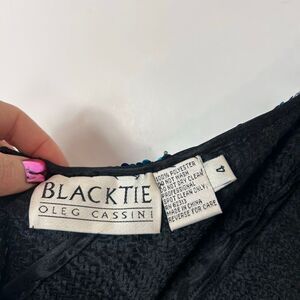 BLACKTIE
OLEG CASSINI
100% POLYESTER
DO NOT WASH
DO NOT DRY CLEAN
PROFESSIONAL
SPOT CLEAN ONLY
MADE IN CHINA
REVERSE FOR CARE
4